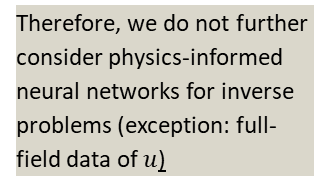 Therefore, we do not further
consider physics-informed
neural networks for inverse
problems (exception: full-
field data of u)